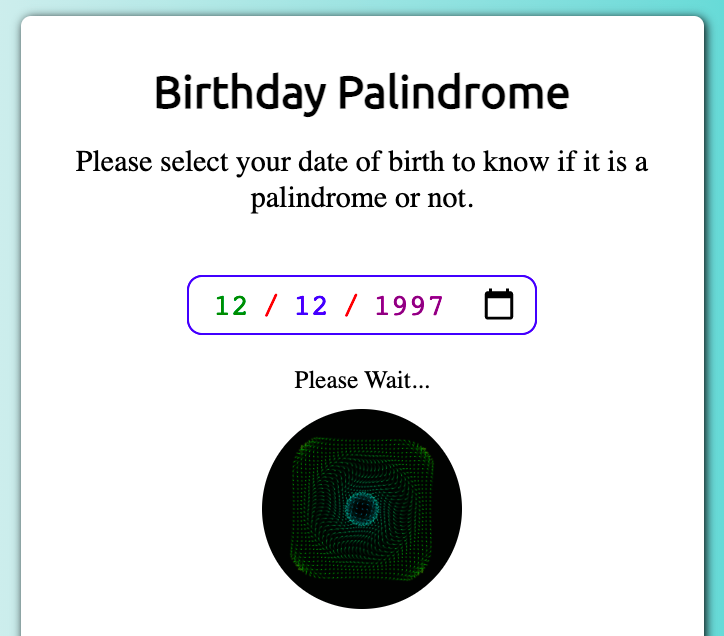 Birthday Palindrome
Please select your date of birth to know if it is a
palindrome or not.
12 / 12 / 1997
Please Wait...